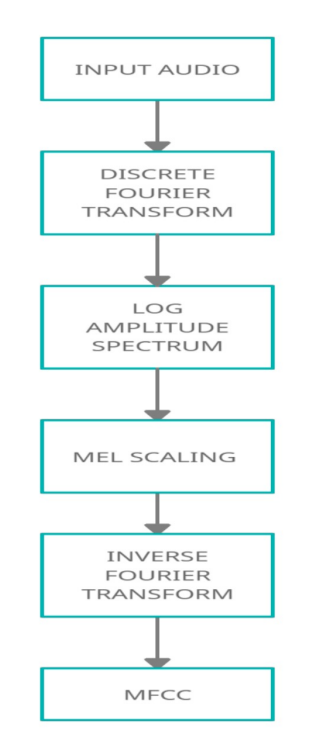 INPUT AUDIO
DISCRETE
FOURIER
TRANSFORM
LOG
AMPLITUDE
SPECTRUM
MEL SCALING
INVERSE
FOURIER
TRANSFORM
MFCC